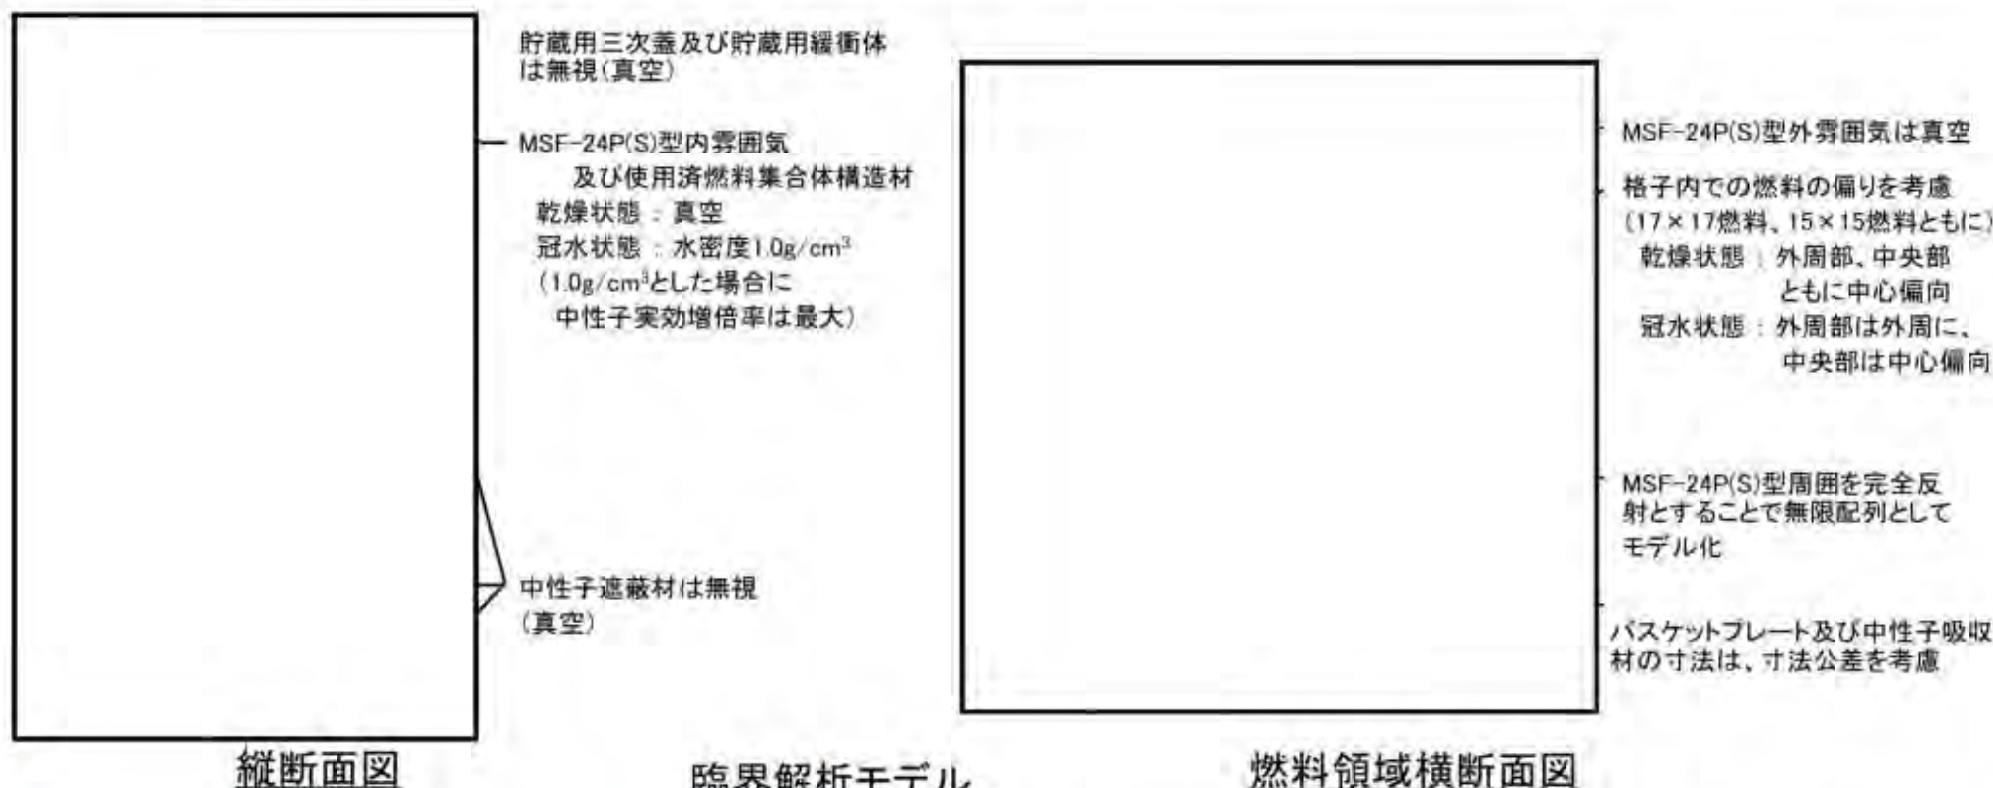 貯蔵用三次蓋及び貯蔵用緩衝体
は無視(真空)
MSF-24P(S)型内雰囲気
及び使用済燃料集合体構造材
乾燥状態:真空
冠水状態:水密度1.0g/cm³
(1.0g/cm³とした場合に
中性子実効増倍率は最大)
中性子遮蔽材は無視
(真空)
縦断面図
臨界解析モデル
MSF-24P(S)型外雰囲気は真空
格子内での燃料の偏りを考慮
(17×17燃料、15×15燃料ともに)
乾燥状態:外周部、中央部
ともに中心偏向
冠水状態:外周部は外周に、
中央部は中心偏向
MSF-24P(S)型周囲を完全反
射とすることで無限配列として
モデル化
バスケットプレート及び中性子吸収
材の寸法は、寸法公差を考慮
燃料領域横断面図